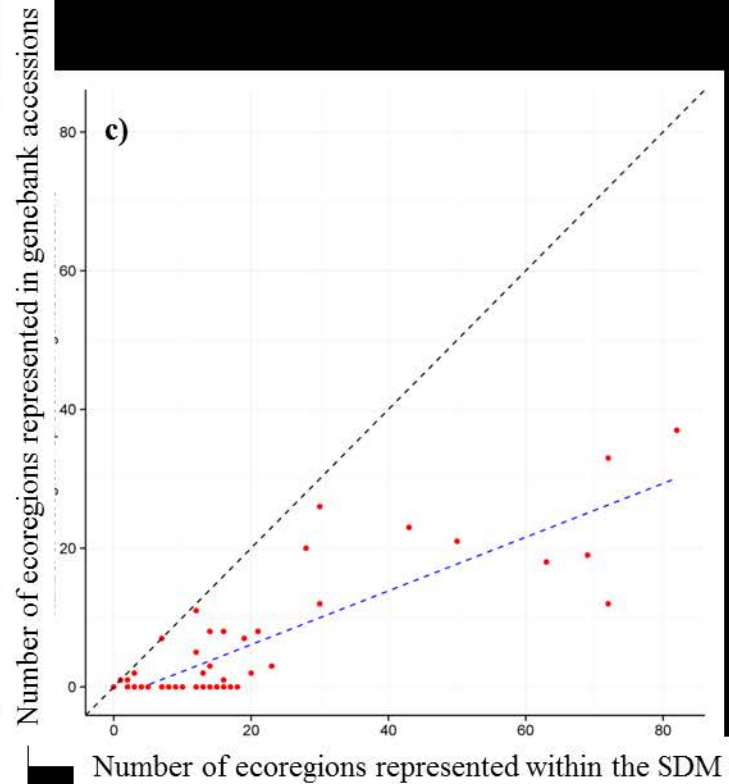 Number of ecoregions represented in genebank accessions
c)
80
60
40
20
0
0 20 40 60 80
Number of ecoregions represented within the SDM